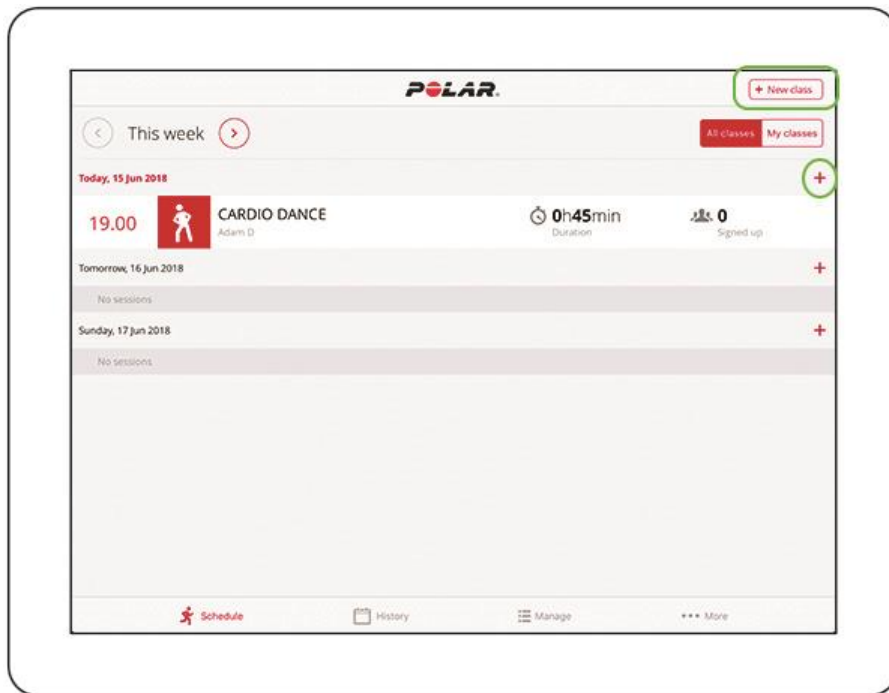 POLAR.
+ New class
This week
All classes My classes
Today, 15 Jun 2018
+
19.00
CARDIO DANCE
Adam D
0h45min
Duration
0
Signed up
Tomorrow, 16 Jun 2018
+
No sessions
Sunday, 17 Jun 2018
+
No sessions
Schedule History Manage More